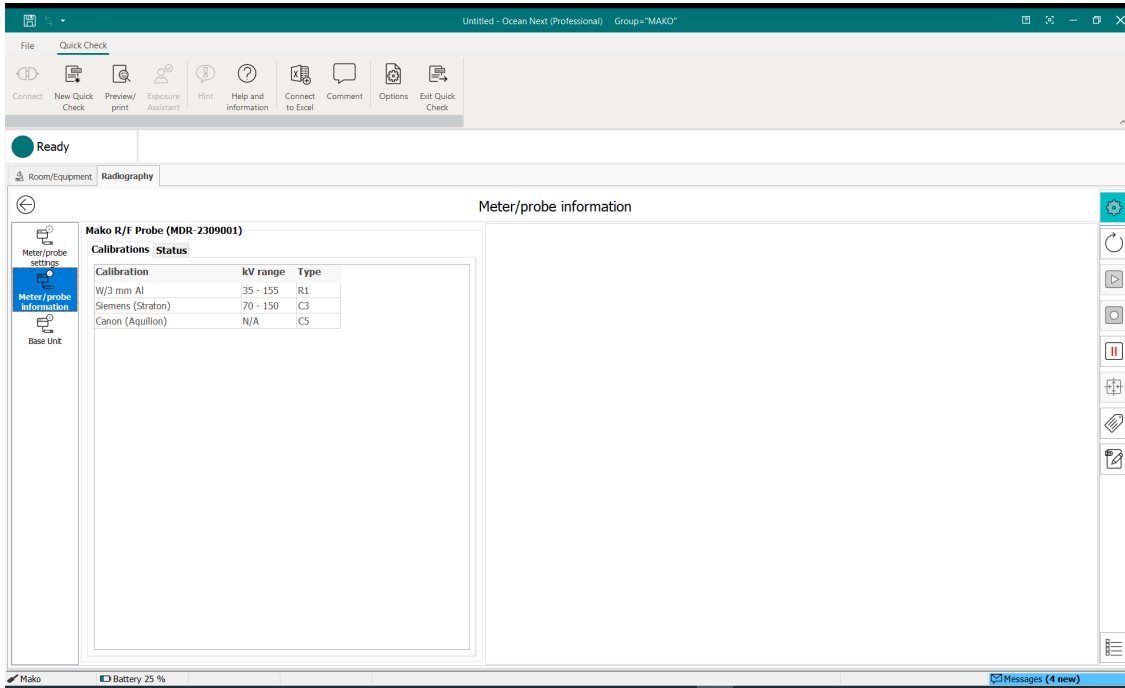 Untitled - Ocean Next (Professional) Group="MAKO"
File Quick Check
Connect
New Quick Check
Preview/ print
Exposure Assistant
Hint
Help and information
Connect to Excel
Comment
Options
Exit Quick Check
Ready
Room/Equipment Radiography
Meter/probe information
Meter/probe settings
Meter/probe information
Base Unit
Mako R/F Probe (MDR-2309001)
Calibrations Status
Calibration kV range Type
W/3 mm Al 35 - 155 R1
Siemens (Straton) 70 - 150 C3
Canon (Aquilion) N/A C5
Mako Battery 25 % Messages (4 new)